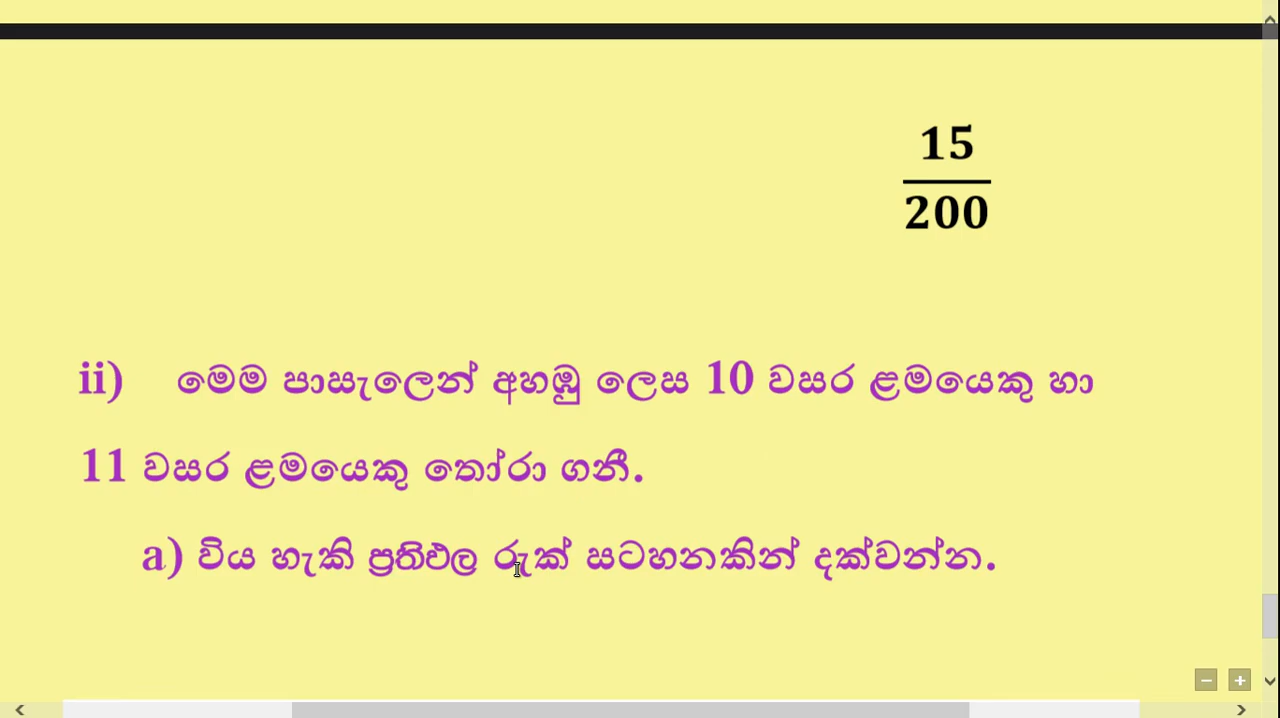 15
200
ii) මෙම පාසැලෙන් අහඹු ලෙස 10 වසර ළමයෙකු හා
11 වසර ළමයෙකු තෝරා ගනී.
a) විය හැකි ප්‍රතිඵල රුක් සටහනකින් දක්වන්න.